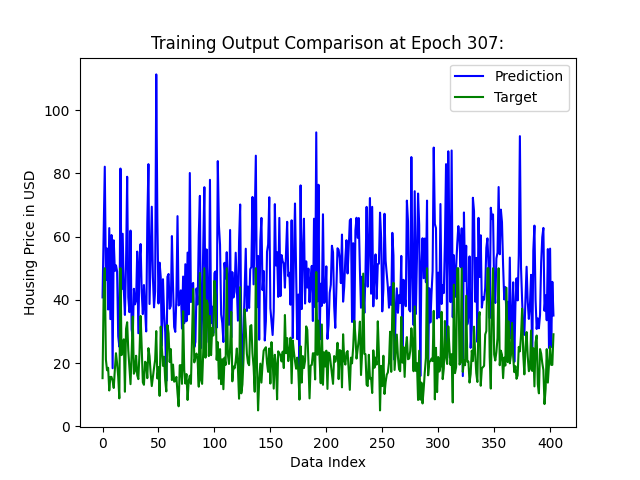 Training Output Comparison at Epoch 307:
Prediction
Target
Housing Price in USD
100
80
60
40
20
0
0 50 100 150 200 250 300 350 400
Data Index